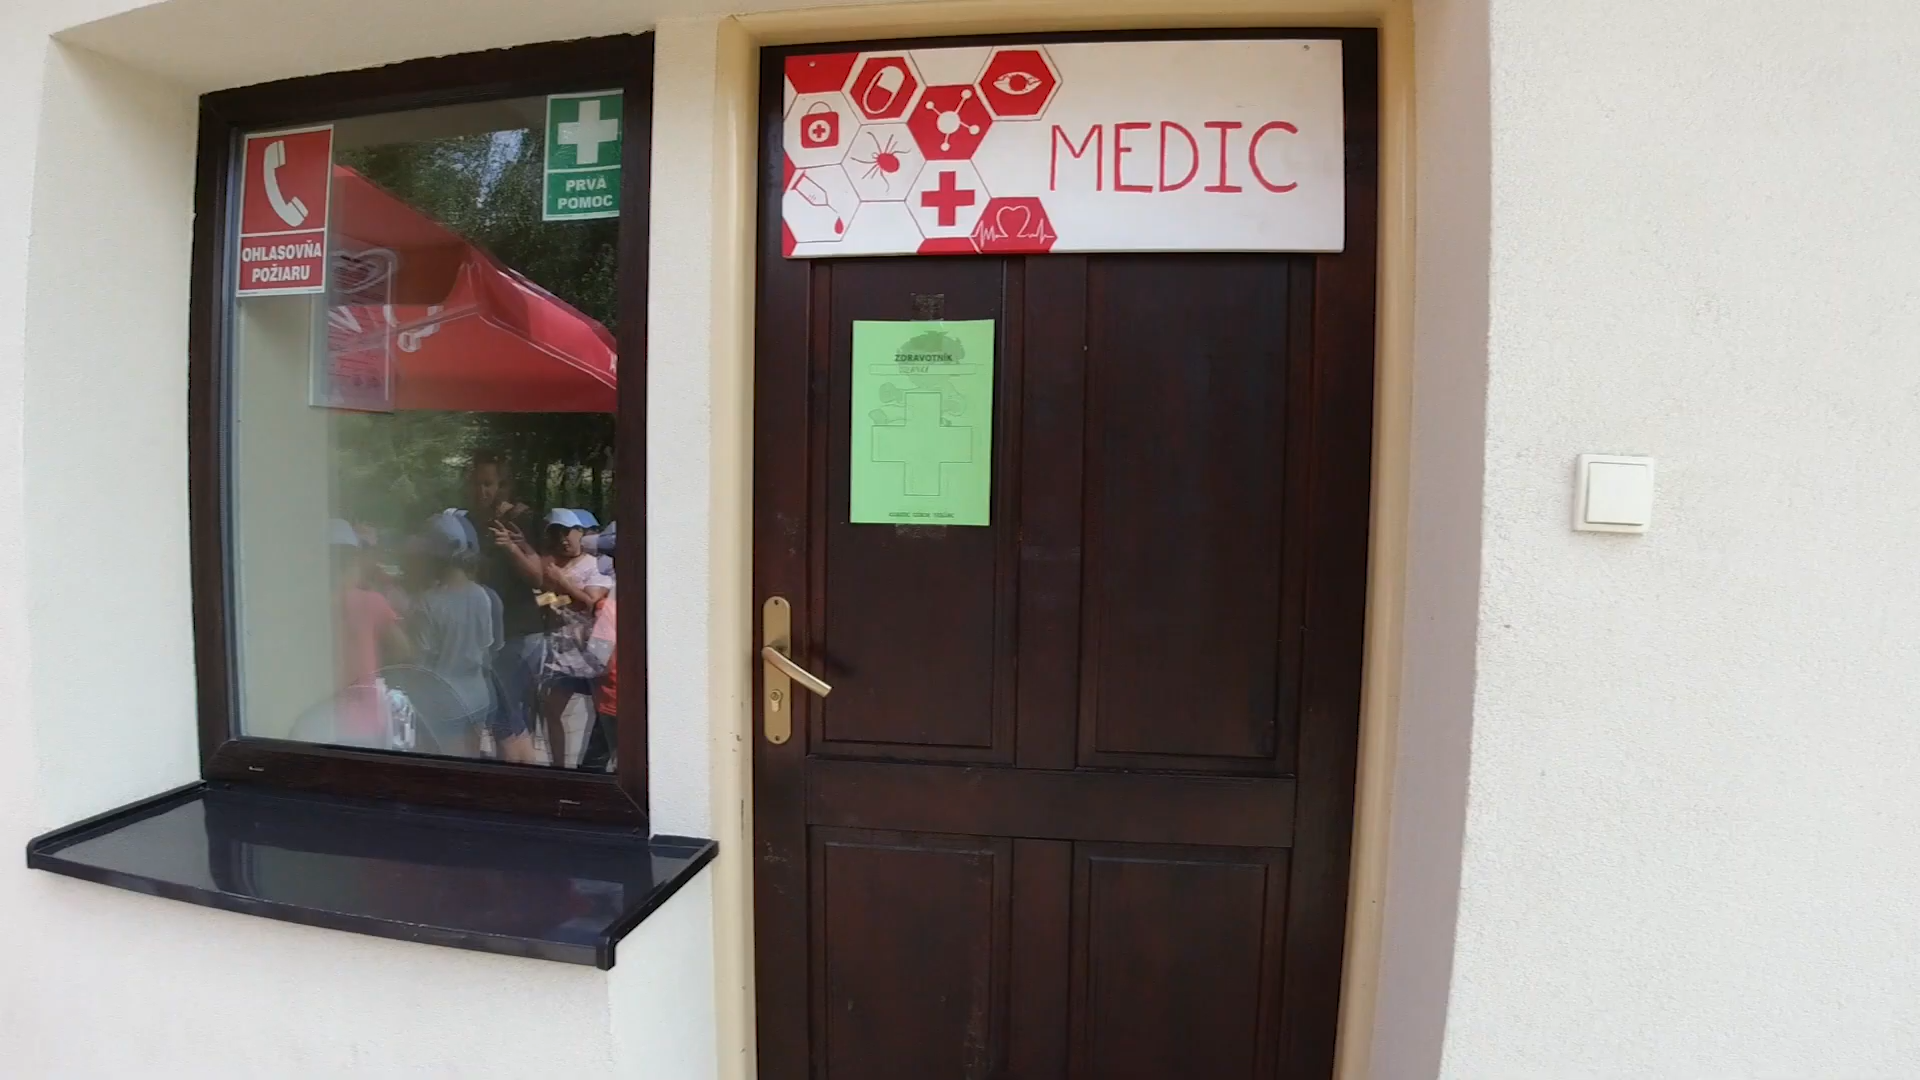 OHLASOVŇA
POŽIARU
PRVÁ
POMOC
MEDIC
ZDRAVOTNÍK